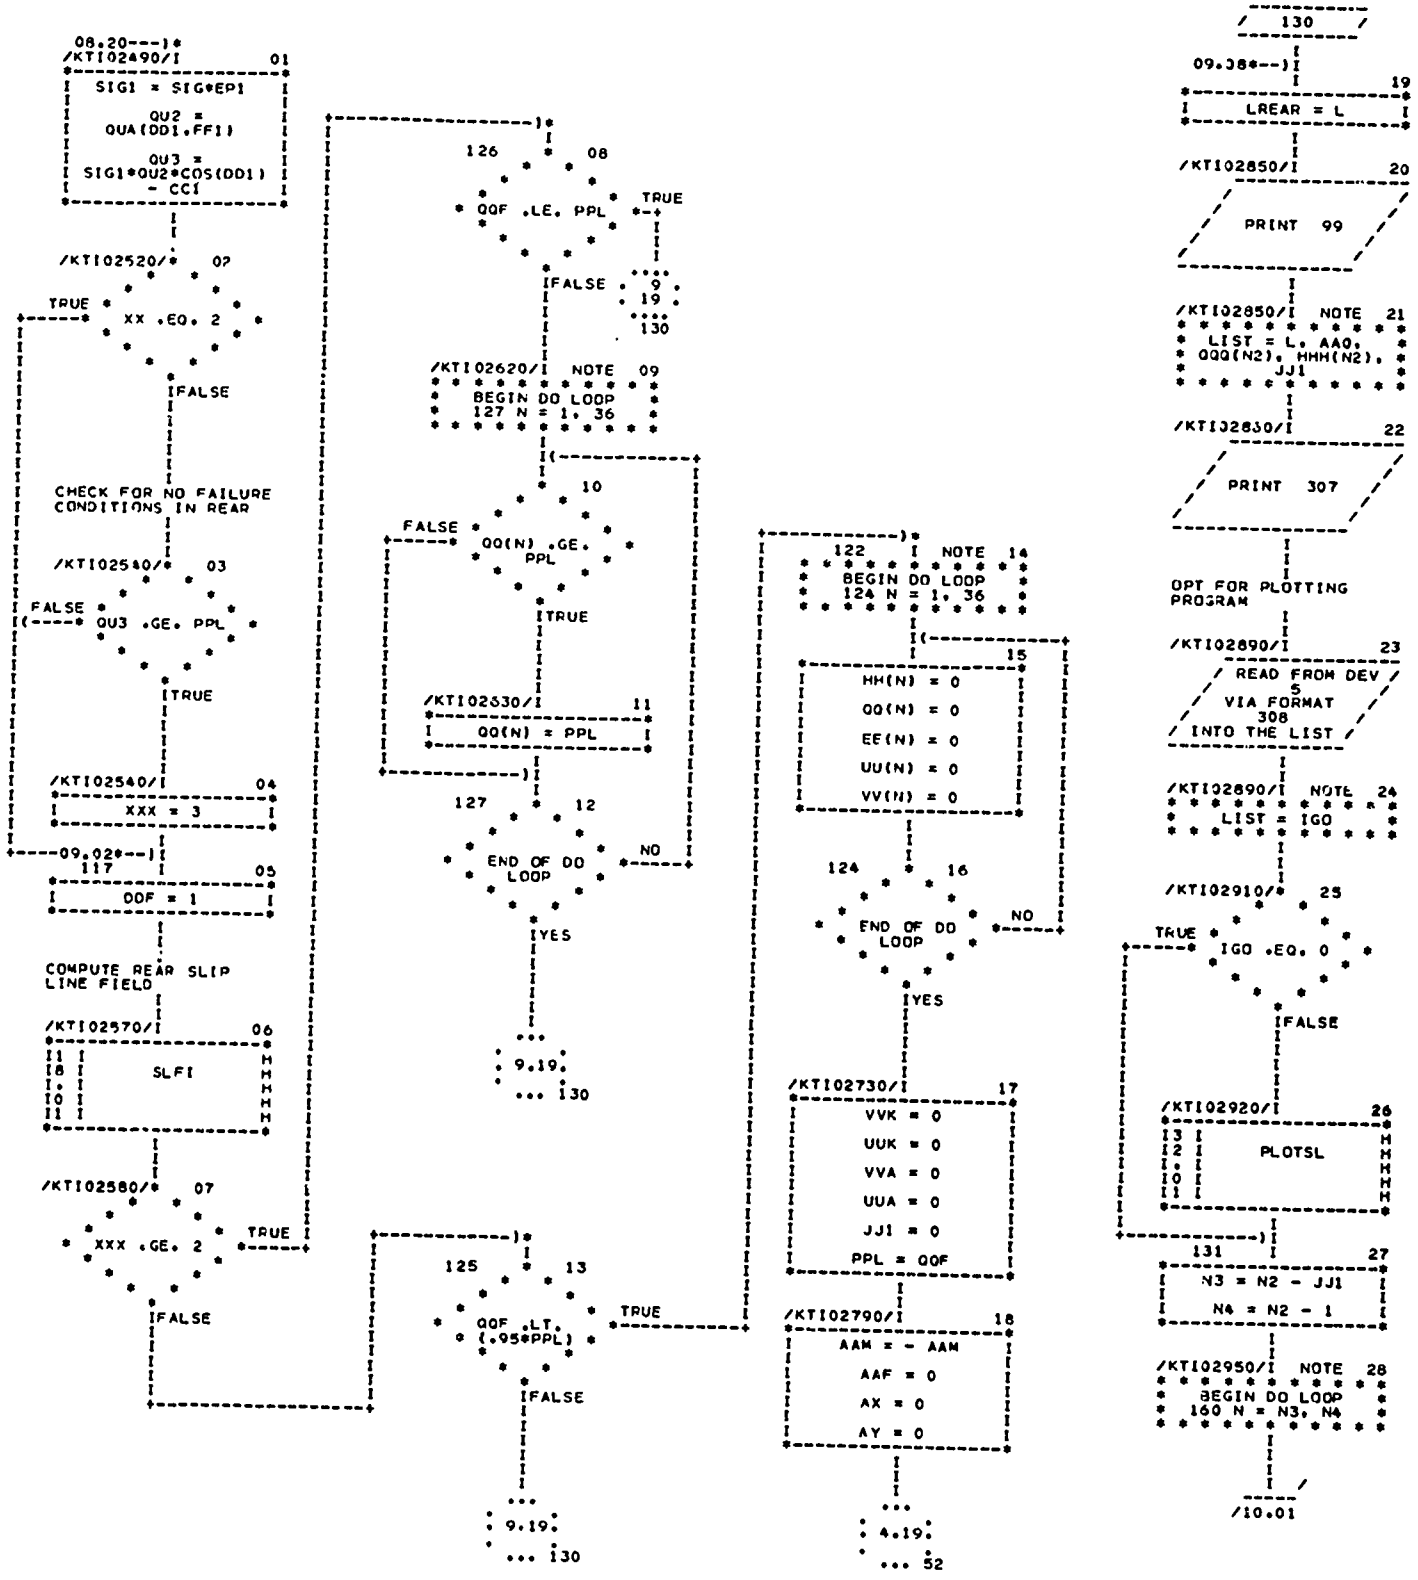 08.20---)*
/KTI02490/I 01
SIG1 = SIG*EP1
QU2 =
QUA(DD1,FF1)
QU3 =
SIG1*QU2*COS(DD1)
- CC1
/KTI02520/* 02
TRUE
XX .EQ. 2
FALSE
CHECK FOR NO FAILURE
CONDITIONS IN REAR
/KTI02540/* 03
FALSE
QU3 .GE. PPL
TRUE
/KTI02540/I 04
XXX = 3
09.02*--)
117 05
DDF = 1
COMPUTE REAR SLIP
LINE FIELD
/KTI02570/I 06
18.01
SLFI
/KTI02580/* 07
XXX .GE. 2
TRUE
FALSE
126 08
QQF .LE. PPL
TRUE
FALSE
9
19
130
/KTI02620/I NOTE 09
BEGIN DO LOOP
127 N = 1, 36
10
FALSE
QQ(N) .GE.
PPL
TRUE
/KTI02630/I 11
QQ(N) = PPL
127 12
END OF DO
LOOP
NO
YES
9.19
130
125 13
QQF .LT.
(.95*PPL)
TRUE
FALSE
9.19
130
122 NOTE 14
BEGIN DO LOOP
124 N = 1, 36
15
HH(N) = 0
QQ(N) = 0
EE(N) = 0
UU(N) = 0
VV(N) = 0
124 16
END OF DO
LOOP
NO
YES
/KTI02730/I 17
VVK = 0
UUK = 0
VVA = 0
UUA = 0
JJ1 = 0
PPL = QQF
/KTI02790/I 18
AAM = - AAM
AAF = 0
AX = 0
AY = 0
4.19
52
130
09.08*--)I
19
LREAR = L
/KTI02850/I 20
PRINT 99
/KTI02850/I NOTE 21
LIST = L, AAO,
QQQ(N2), HHH(N2),
JJ1
/KTI02880/I 22
PRINT 307
OPT FOR PLOTTING
PROGRAM
/KTI02890/I 23
READ FROM DEV
5
VIA FORMAT
308
INTO THE LIST
/KTI02890/I NOTE 24
LIST = IGO
/KTI02910/* 25
TRUE
IGO .EQ. 0
FALSE
/KTI02920/I 26
32.01
PLOTSL
131 27
N3 = N2 - JJ1
N4 = N2 - 1
/KTI02950/I NOTE 28
BEGIN DO LOOP
160 N = N3, N4
/10.01